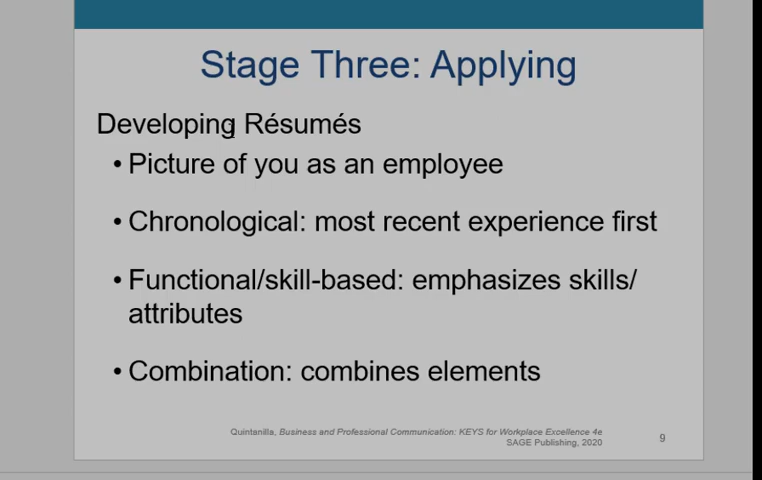 Stage Three: Applying
Developing Résumés
• Picture of you as an employee
• Chronological: most recent experience first
• Functional/skill-based: emphasizes skills/
attributes
• Combination: combines elements
Quintanilla, Business and Professional Communication: KEYS for Workplace Excellence 4e
SAGE Publishing, 2020
9